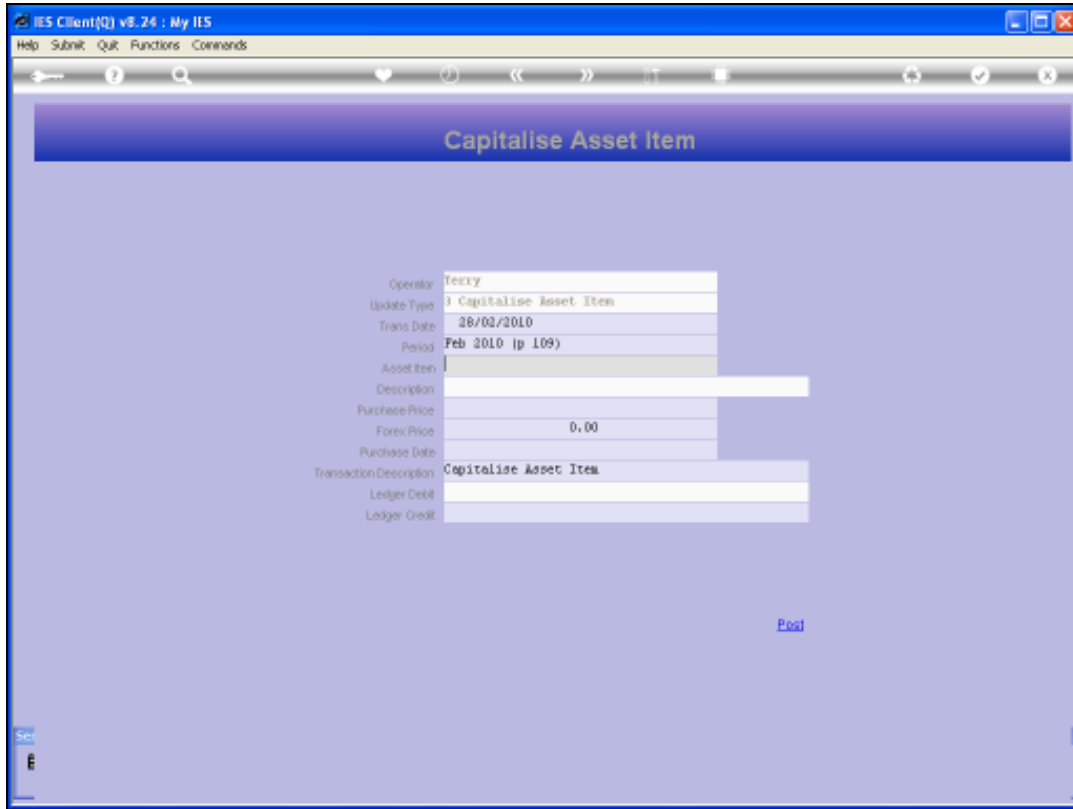 IES Client(Q) v8.24 : My IES
Help Submit Quit Functions Commands
Capitalise Asset Item
Operator Terry
Update Type 3 Capitalise Asset Item
Trans Date 28/02/2010
Period Feb 2010 (p 109)
Asset Item
Description
Purchase Price
Forex Price 0.00
Purchase Date
Transaction Description Capitalise Asset Item
Ledger Debit
Ledger Credit
Post